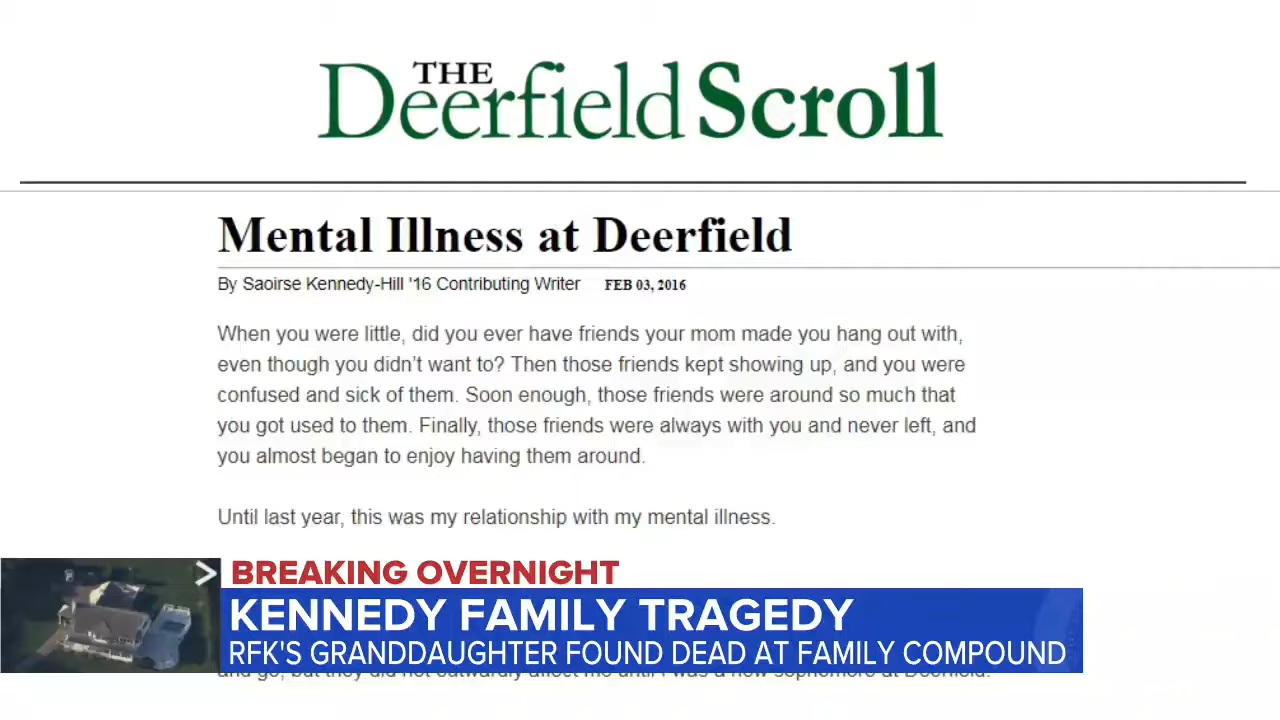 THE
Deerfield Scroll
Mental Illness at Deerfield
By Saoirse Kennedy-Hill '16 Contributing Writer FEB 03, 2016
When you were little, did you ever have friends your mom made you hang out with,
even though you didn't want to? Then those friends kept showing up, and you were
confused and sick of them. Soon enough, those friends were around so much that
you got used to them. Finally, those friends were always with you and never left, and
you almost began to enjoy having them around.
Until last year, this was my relationship with my mental illness.
BREAKING OVERNIGHT
KENNEDY FAMILY TRAGEDY
RFK'S GRANDDAUGHTER FOUND DEAD AT FAMILY COMPOUND